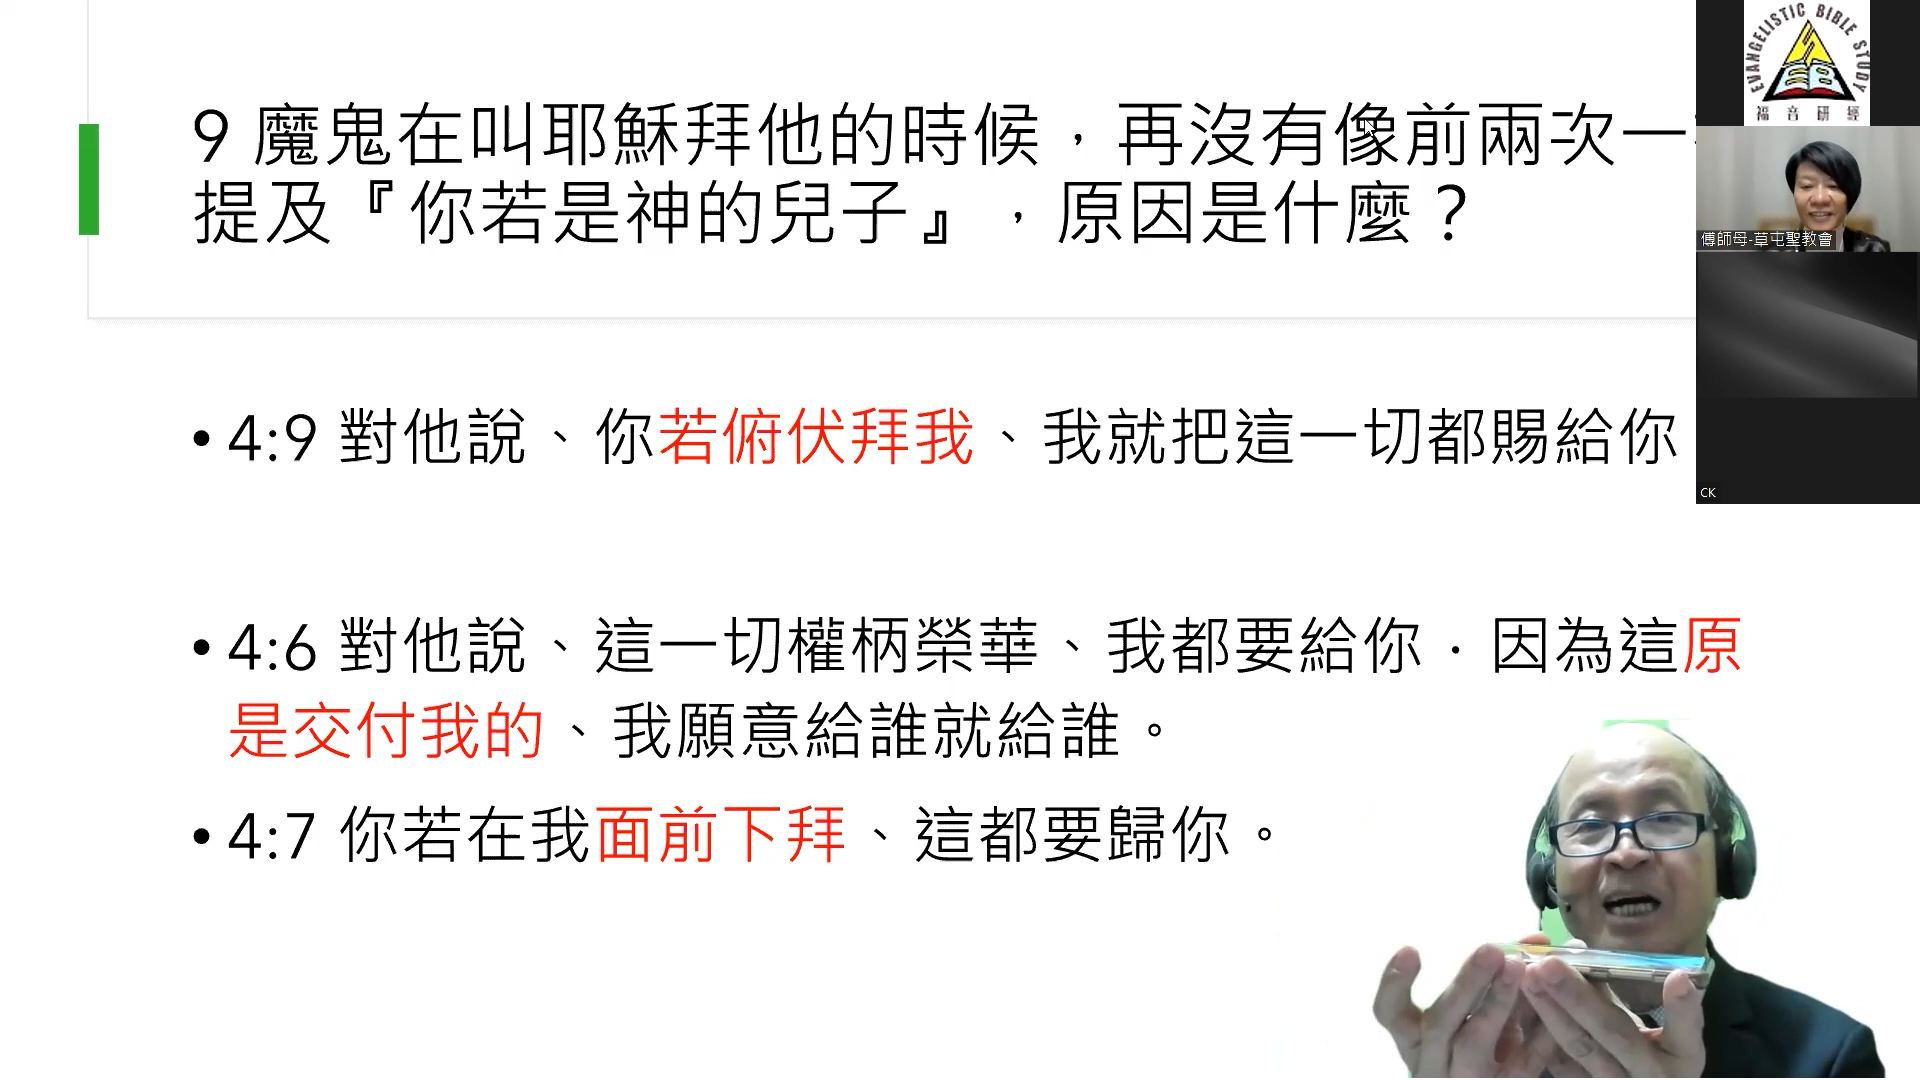 9 魔鬼在叫耶穌拜他的時候，再沒有像前兩次一
提及『你若是神的兒子』，原因是什麼？
• 4:9 對他說、你若俯伏拜我、我就把這一切都賜給你
• 4:6 對他說、這一切權柄榮華、我都要給你．因為這原
是交付我的、我願意給誰就給誰。
• 4:7 你若在我面前下拜、這都要歸你。
EVANGELISTIC BIBLE STUDY
EB
福音研經
傅師母-草屯聖教會
CK